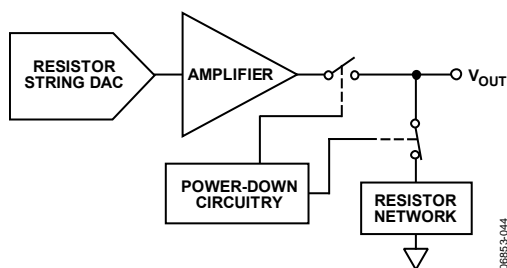 RESISTOR
STRING DAC
AMPLIFIER
VOUT
POWER-DOWN
CIRCUITRY
RESISTOR
NETWORK
06853-044